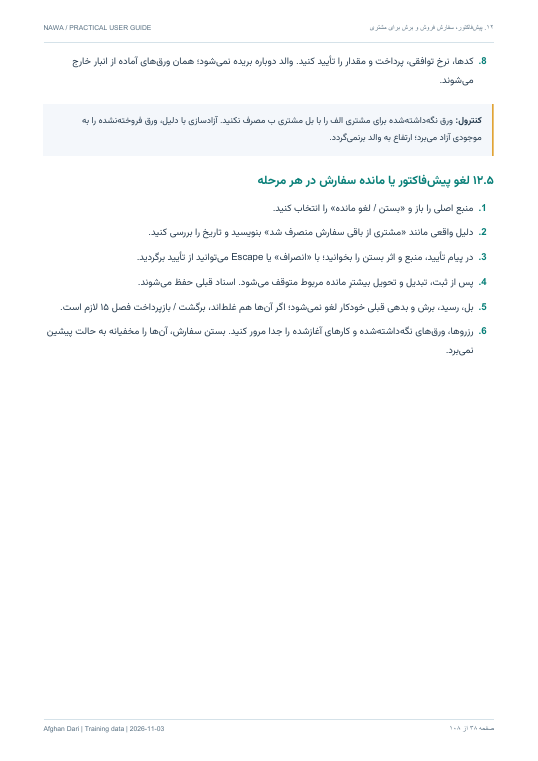 NAWA / PRACTICAL USER GUIDE
۱۲. پیش‌فاکتور، سفارش فروش و برش برای مشتری
8. کدها، نرخ توافقی، پرداخت و مقدار را تأیید کنید. والد دوباره بریده نمی‌شود؛ همان ورق‌های آماده از انبار خارج
می‌شوند.
کنترول: ورق نگه‌داشته‌شده برای مشتری الف را با بل مشتری ب مصرف نکنید. آزادسازی با دلیل، ورق فروخته‌نشده را به
موجودی آزاد می‌برد؛ ارتفاع به والد برنمی‌گردد.
۱۲.۵ لغو پیش‌فاکتور یا مانده سفارش در هر مرحله
1. منبع اصلی را باز و «بستن / لغو مانده» را انتخاب کنید.
2. دلیل واقعی مانند «مشتری از باقی سفارش منصرف شد» بنویسید و تاریخ را بررسی کنید.
3. در پیام تأیید، منبع و اثر بستن را بخوانید؛ با «انصراف» یا Escape می‌توانید از تأیید برگردید.
4. پس از ثبت، تبدیل و تحویل بیشترِ مانده مربوط متوقف می‌شود. اسناد قبلی حفظ می‌شوند.
5. بل، رسید، برش و بدهی قبلی خودکار لغو نمی‌شود؛ اگر آن‌ها هم غلط‌اند، برگشت / بازپرداخت فصل ۱۵ لازم است.
6. رزروها، ورق‌های نگه‌داشته‌شده و کارهای آغازشده را جدا مرور کنید. بستن سفارش، آن‌ها را مخفیانه به حالت پیشین
نمی‌برد.
Afghan Dari | Training data | 2026-11-03
صفحه ۳۸ از ۱۰۸